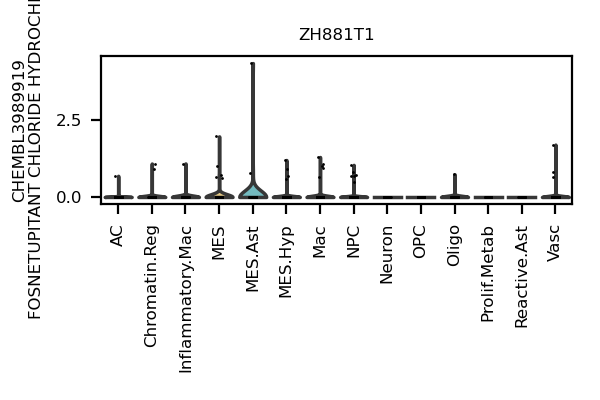 ZH881T1
CHEMBL3989919
FOSNETUPITANT CHLORIDE HYDROCHL
2.5
0.0
AC
Chromatin.Reg
Inflammatory.Mac
MES
MES.Ast
MES.Hyp
Mac
NPC
Neuron
OPC
Oligo
Prolif.Metab
Reactive.Ast
Vasc